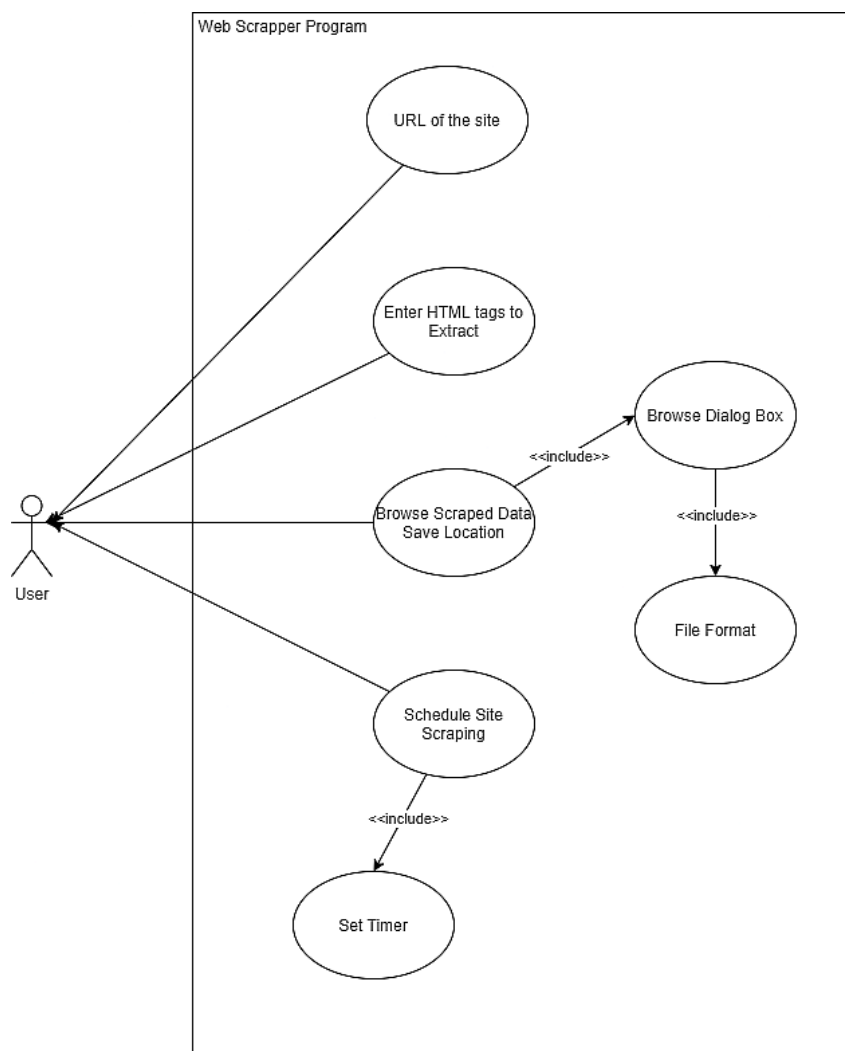 Web Scrapper Program
URL of the site
Enter HTML tags to
Extract
Browse Dialog Box
<<include>>
Browse Scraped Data
Save Location
<<include>>
User
File Format
Schedule Site
Scraping
<<include>>
Set Timer